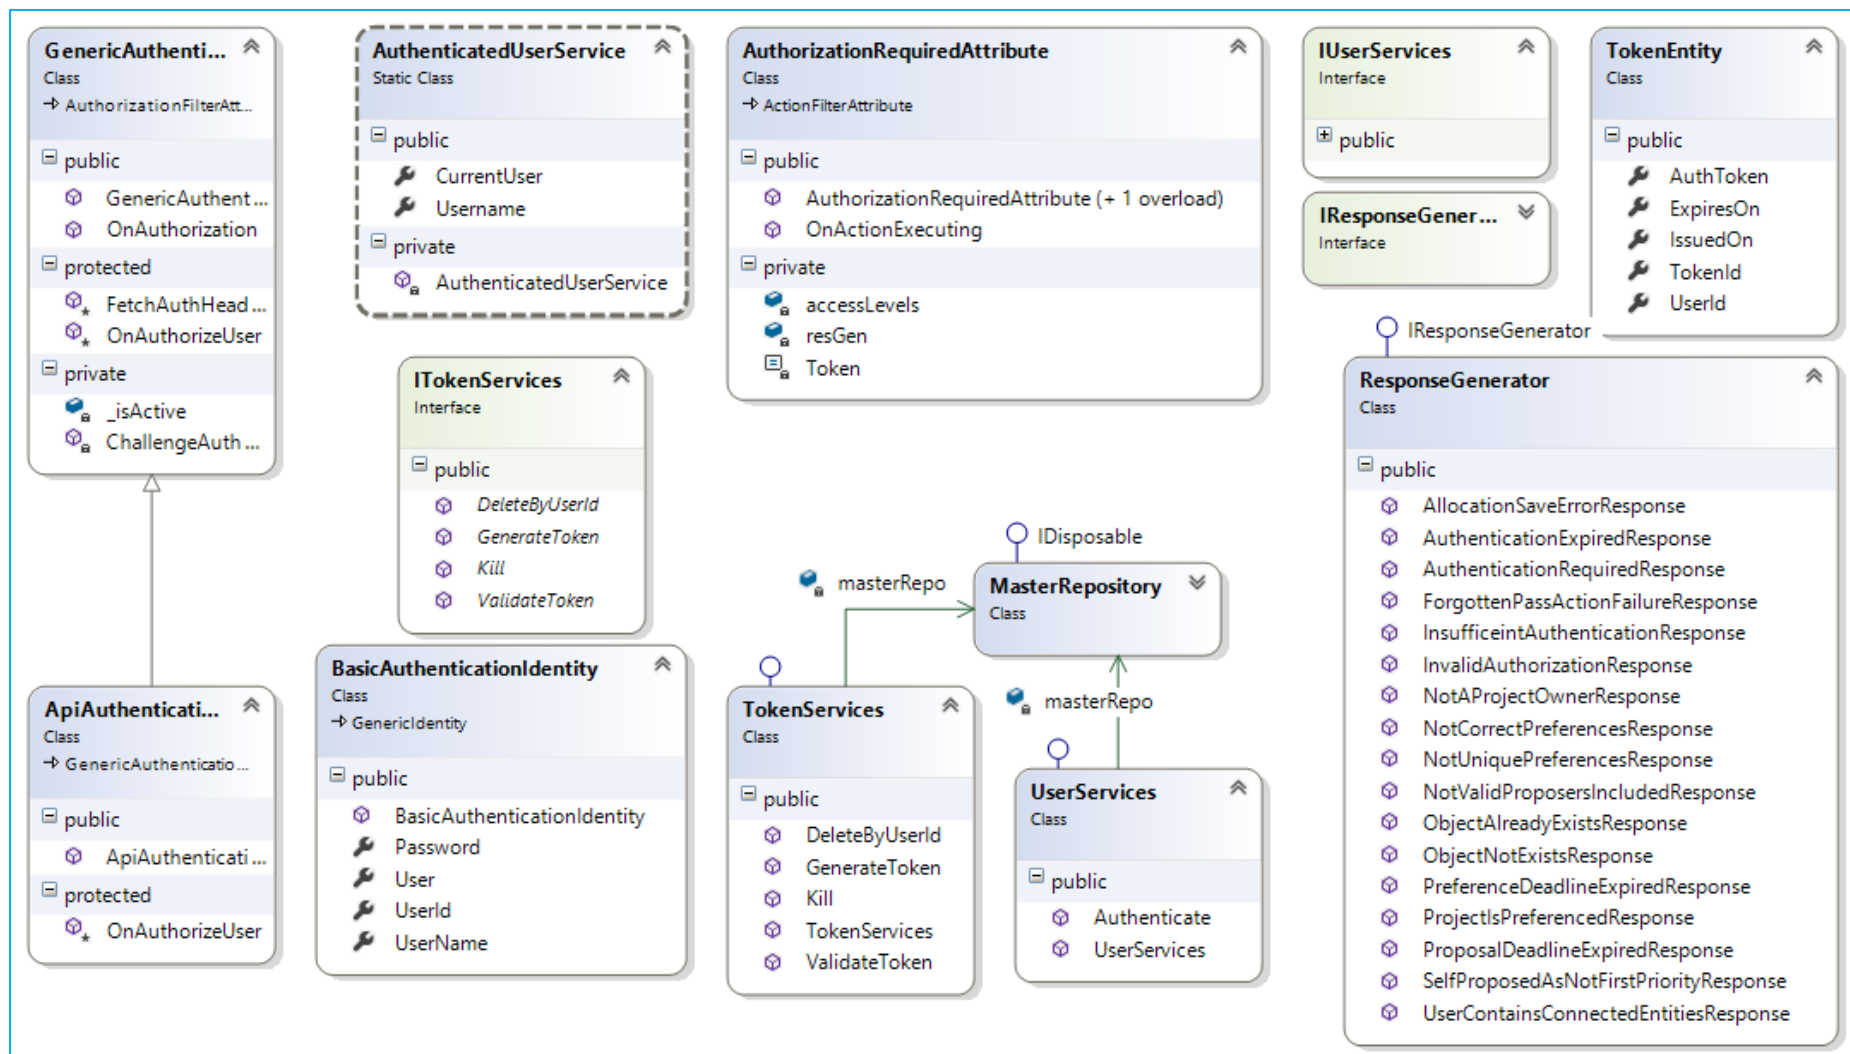 GenericAuthenti...
Class
AuthorizationFilterAtt...
public
GenericAuthent...
OnAuthorization
protected
FetchAuthHead...
OnAuthorizeUser
private
_isActive
ChallengeAuth...
ApiAuthenticati...
Class
GenericAuthenticatio...
public
ApiAuthenticati...
protected
OnAuthorizeUser
AuthenticatedUserService
Static Class
public
CurrentUser
Username
private
AuthenticatedUserService
ITokenServices
Interface
public
DeleteByUserId
GenerateToken
Kill
ValidateToken
BasicAuthenticationIdentity
Class
GenericIdentity
public
BasicAuthenticationIdentity
Password
User
UserId
UserName
AuthorizationRequiredAttribute
Class
ActionFilterAttribute
public
AuthorizationRequiredAttribute (+ 1 overload)
OnActionExecuting
private
accessLevels
resGen
Token
IDisposable
masterRepo
MasterRepository
Class
masterRepo
TokenServices
Class
public
DeleteByUserId
GenerateToken
Kill
TokenServices
ValidateToken
UserServices
Class
public
Authenticate
UserServices
IUserServices
Interface
public
IResponseGener...
Interface
TokenEntity
Class
public
AuthToken
ExpiresOn
IssuedOn
TokenId
UserId
IResponseGenerator
ResponseGenerator
Class
public
AllocationSaveErrorResponse
AuthenticationExpiredResponse
AuthenticationRequiredResponse
ForgottenPassActionFailureResponse
InsufficeintAuthenticationResponse
InvalidAuthorizationResponse
NotAProjectOwnerResponse
NotCorrectPreferencesResponse
NotUniquePreferencesResponse
NotValidProposersIncludedResponse
ObjectAlreadyExistsResponse
ObjectNotExistsResponse
PreferenceDeadlineExpiredResponse
ProjectIsPreferencedResponse
ProposalDeadlineExpiredResponse
SelfProposedAsNotFirstPriorityResponse
UserContainsConnectedEntitiesResponse